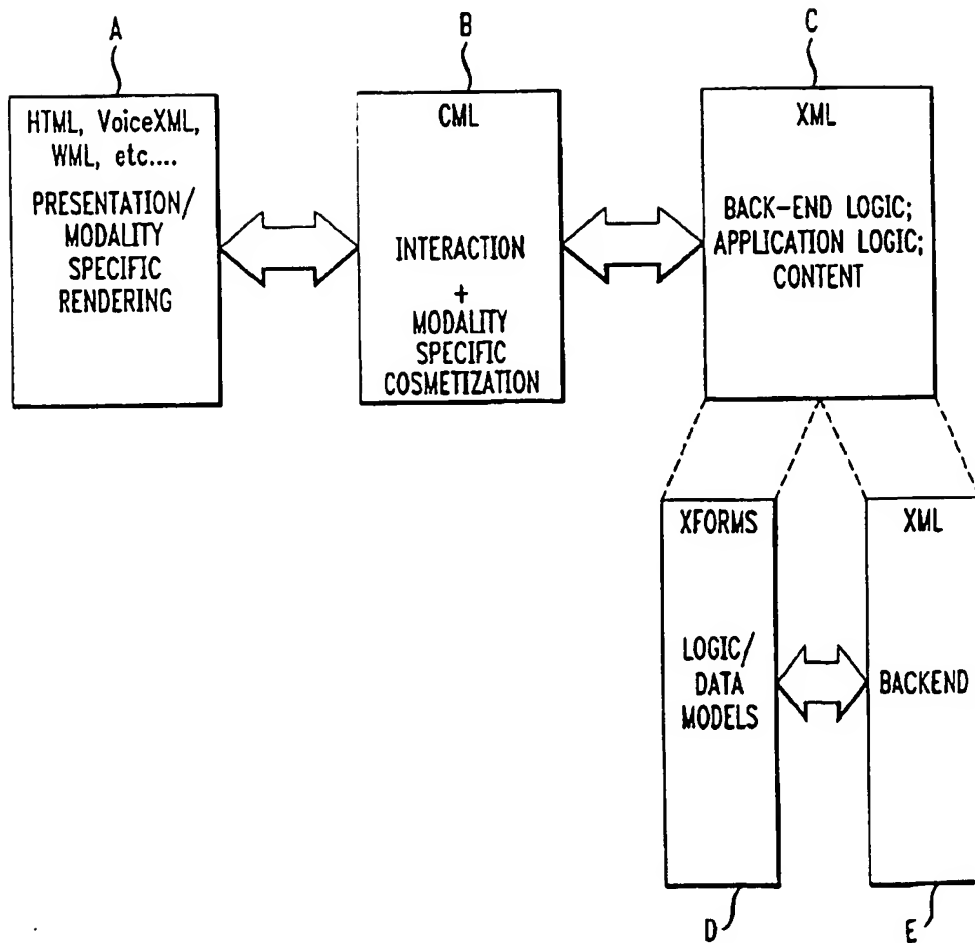 A
B
C
HTML, VoiceXML,
WML, etc....
PRESENTATION/
MODALITY
SPECIFIC
RENDERING
CML
INTERACTION
+
MODALITY
SPECIFIC
COSMETIZATION
XML
BACK-END LOGIC;
APPLICATION LOGIC;
CONTENT
XFORMS
LOGIC/
DATA
MODELS
XML
BACKEND
D
E